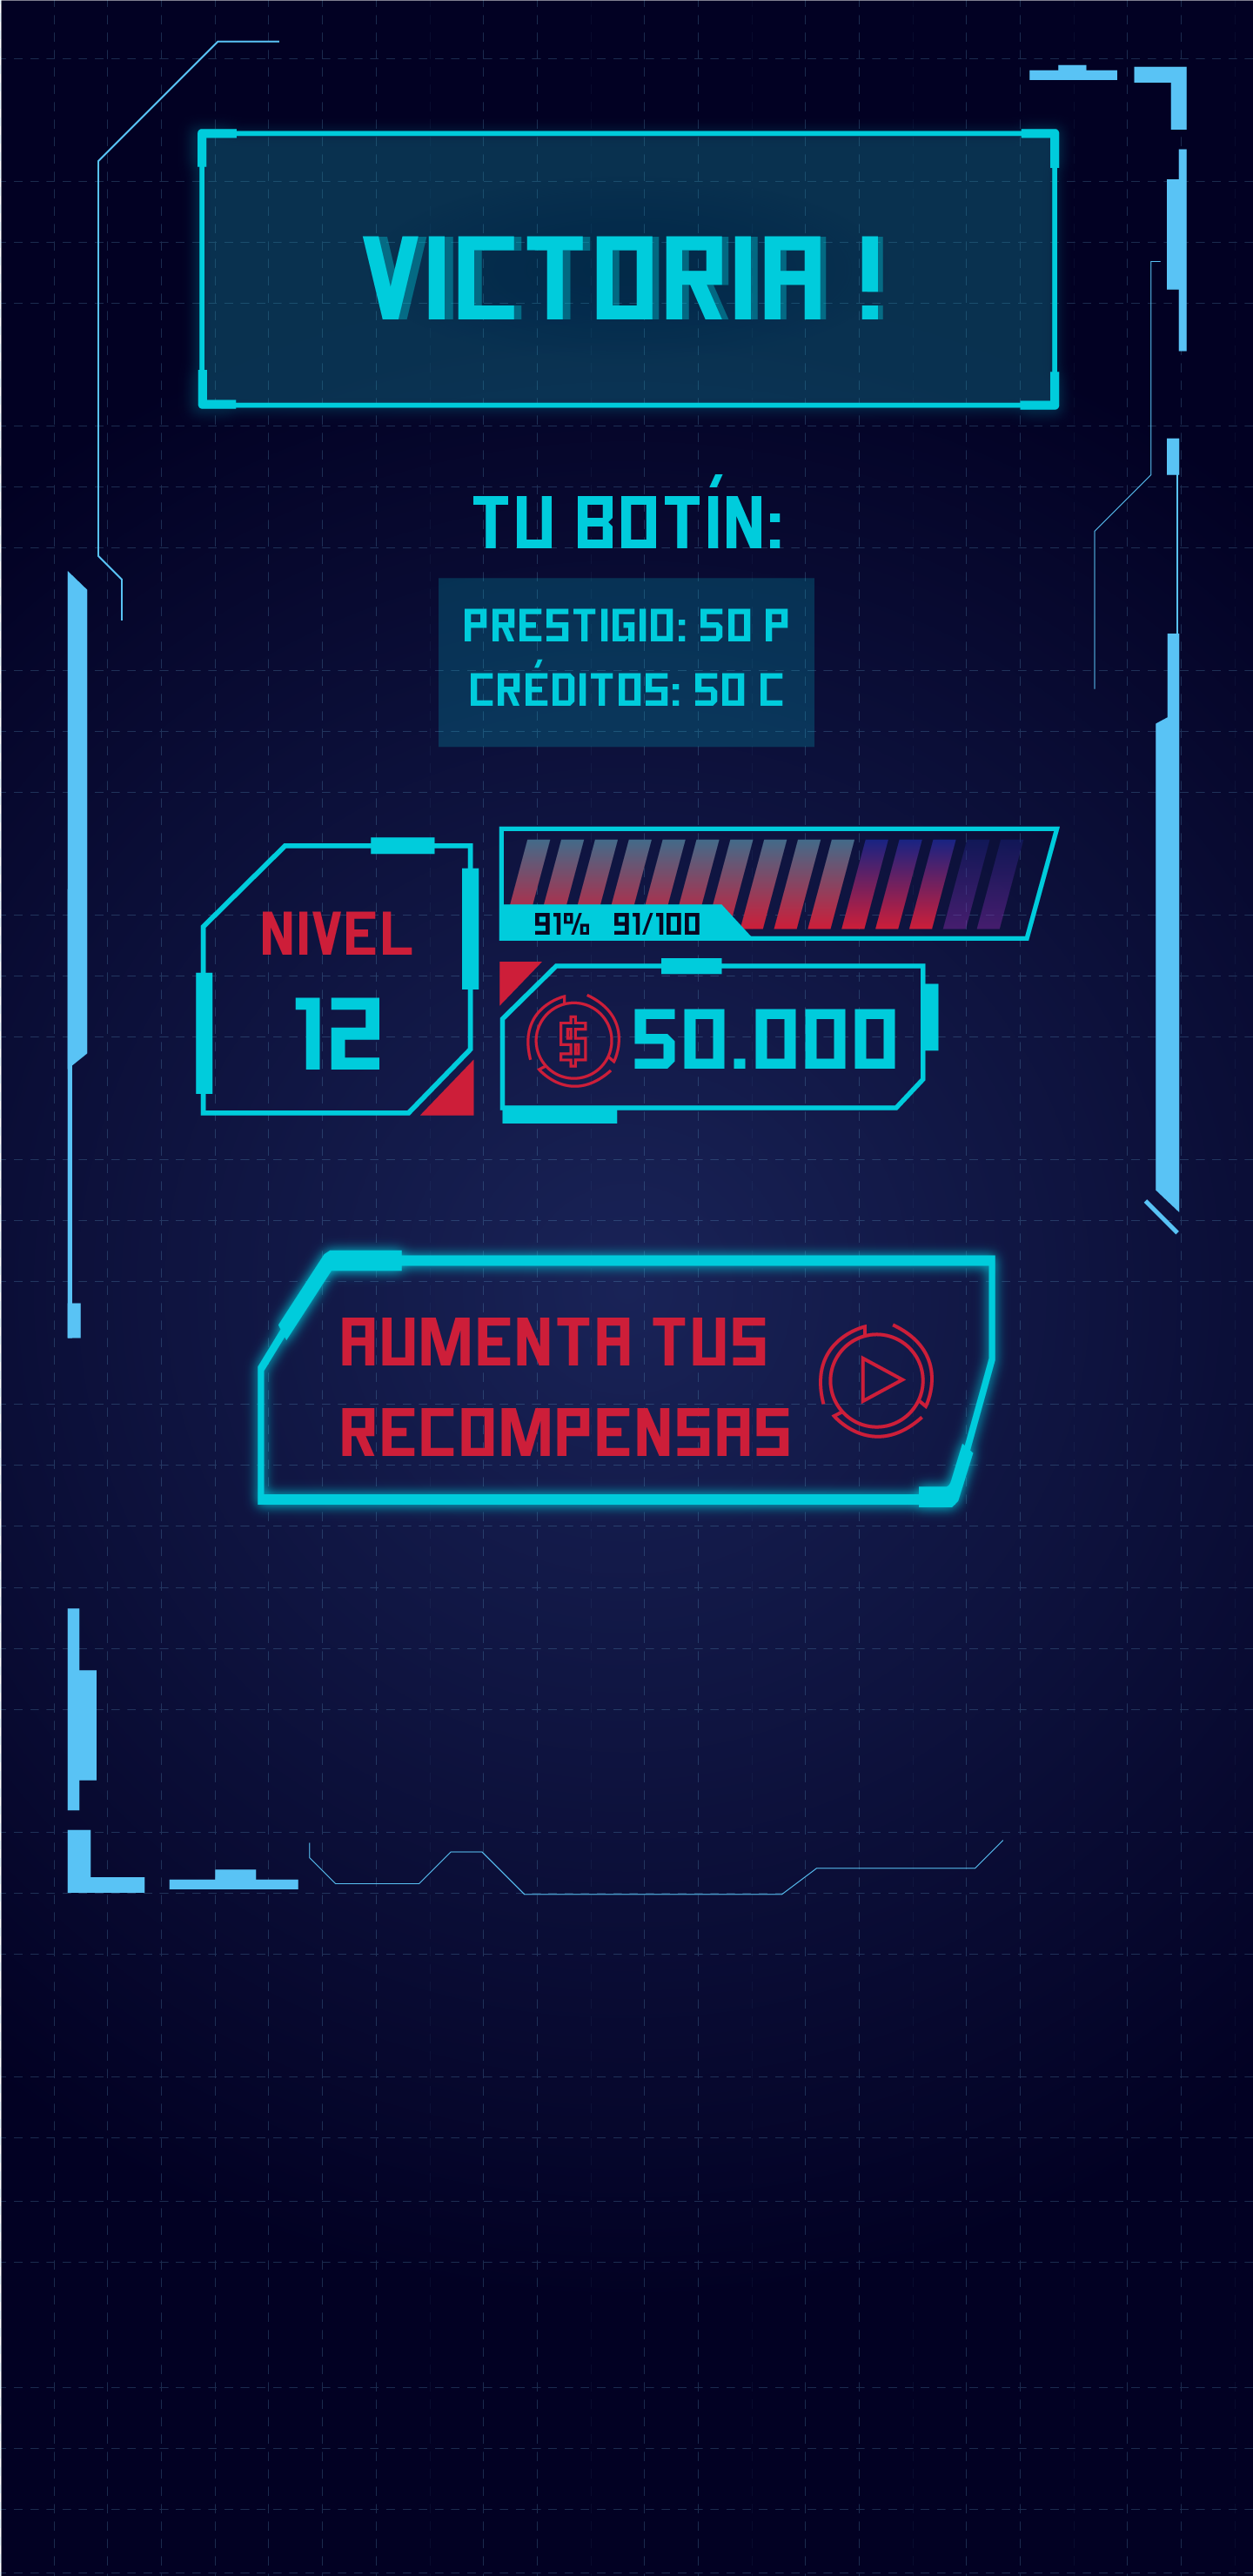 VICTORIA !
TU BOTÍN:
PRESTIGIO: 50 P
CRÉDITOS: 50 C
91% 91/100
NIVEL
12
$ 50.000
AUMENTA TUS
RECOMPENSAS